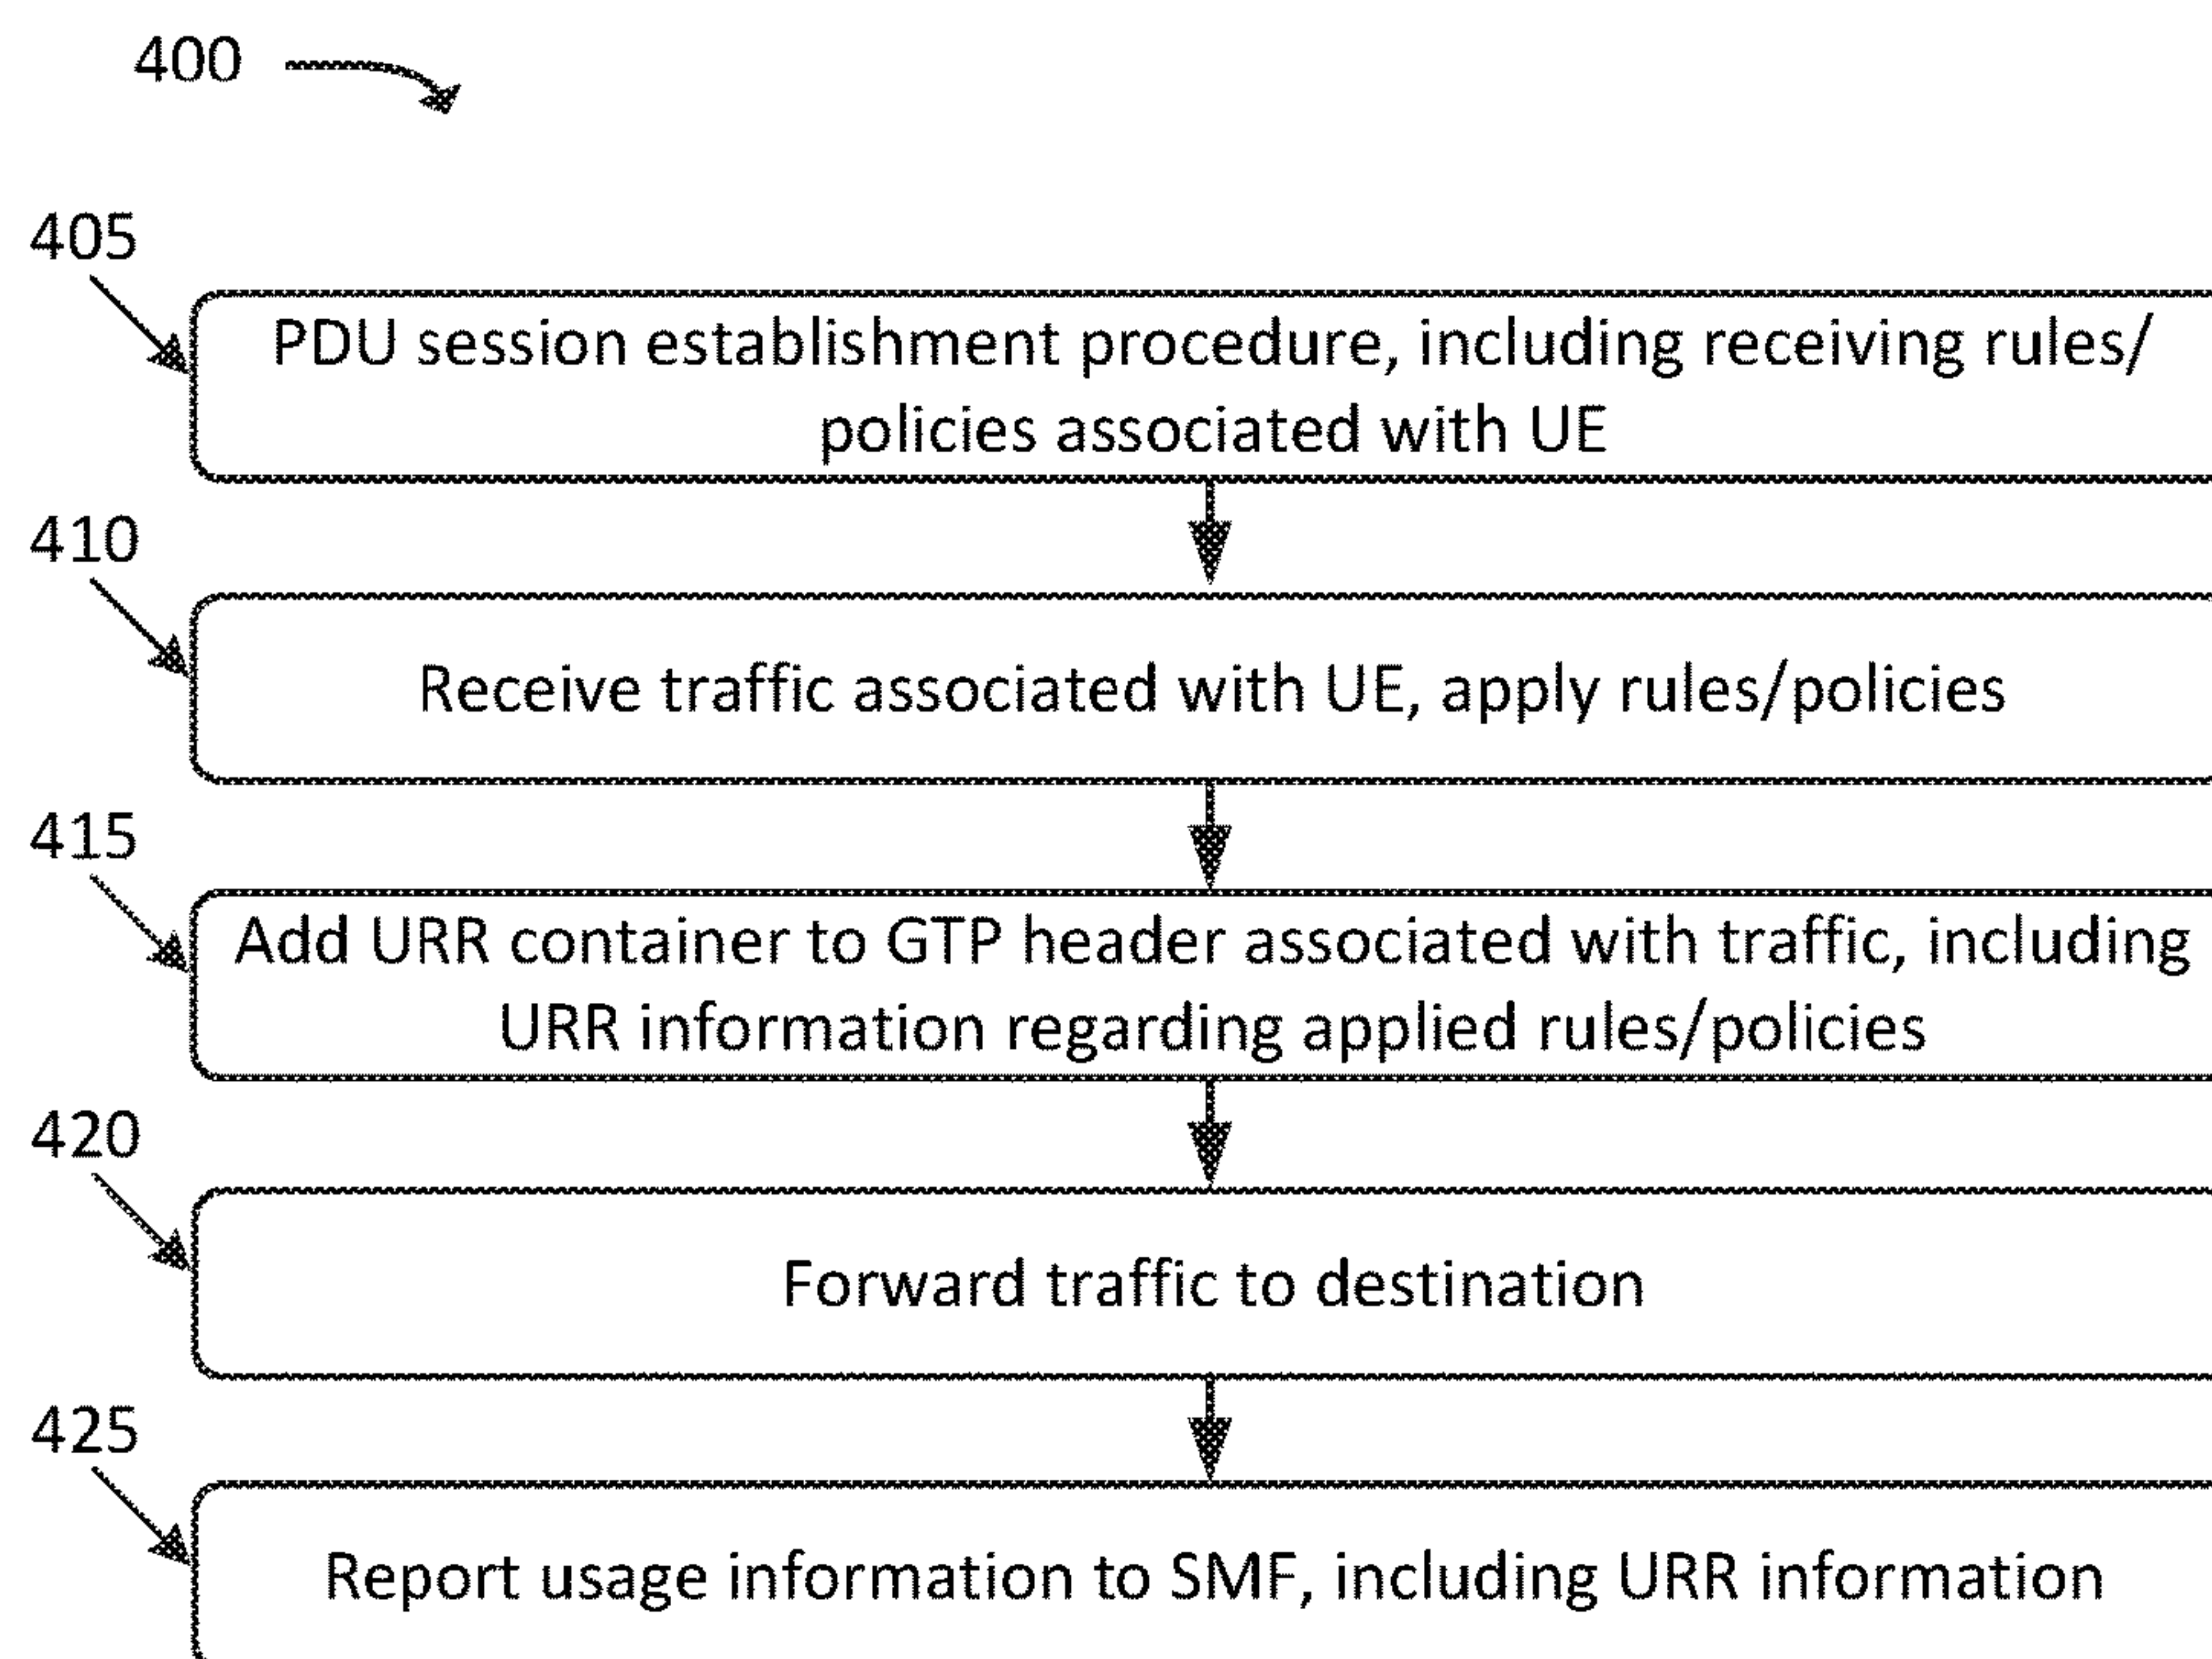 400
405
PDU session establishment procedure, including receiving rules/
policies associated with UE
410
Receive traffic associated with UE, apply rules/policies
415
Add URR container to GTP header associated with traffic, including
URR information regarding applied rules/policies
420
Forward traffic to destination
425
Report usage information to SMF, including URR information